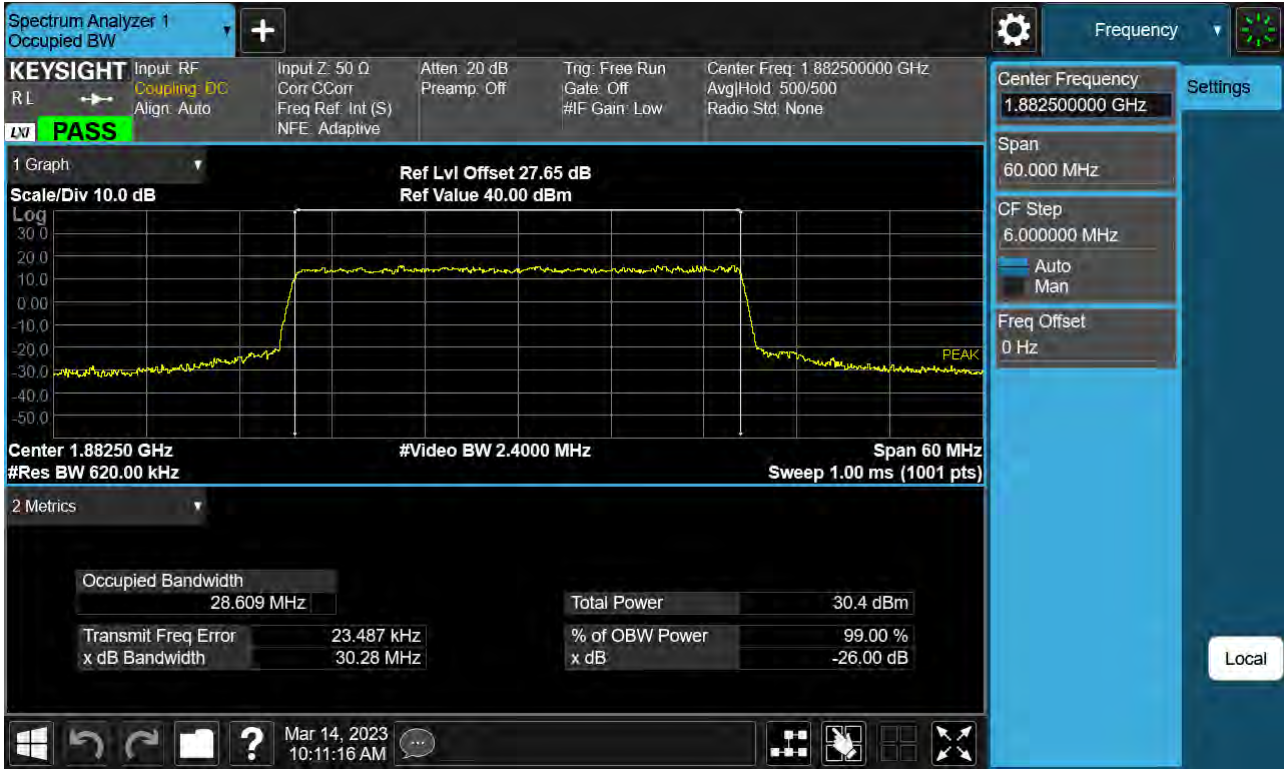 Spectrum Analyzer 1
Occupied BW
Frequency
KEYSIGHT
R L
LXI PASS
Input: RF
Coupling: DC
Align: Auto
Input Z: 50 Ω
Corr CCorr
Freq Ref: Int (S)
NFE: Adaptive
Atten: 20 dB
Preamp: Off
Trig: Free Run
Gate: Off
#IF Gain: Low
Center Freq: 1.882500000 GHz
Avg|Hold: 500/500
Radio Std: None
Center Frequency
1.882500000 GHz
Settings
Span
60.000 MHz
CF Step
6.000000 MHz
Auto
Man
Freq Offset
0 Hz
Local
1 Graph
Scale/Div 10.0 dB
Ref Lvl Offset 27.65 dB
Ref Value 40.00 dBm
Log
30.0
20.0
10.0
0.00
-10.0
-20.0
-30.0
-40.0
-50.0
PEAK
Center 1.88250 GHz
#Video BW 2.4000 MHz
Span 60 MHz
#Res BW 620.00 kHz
Sweep 1.00 ms (1001 pts)
2 Metrics
Occupied Bandwidth
28.609 MHz
Total Power 30.4 dBm
Transmit Freq Error 23.487 kHz
% of OBW Power 99.00 %
x dB Bandwidth 30.28 MHz
x dB -26.00 dB
?
Mar 14, 2023
10:11:16 AM